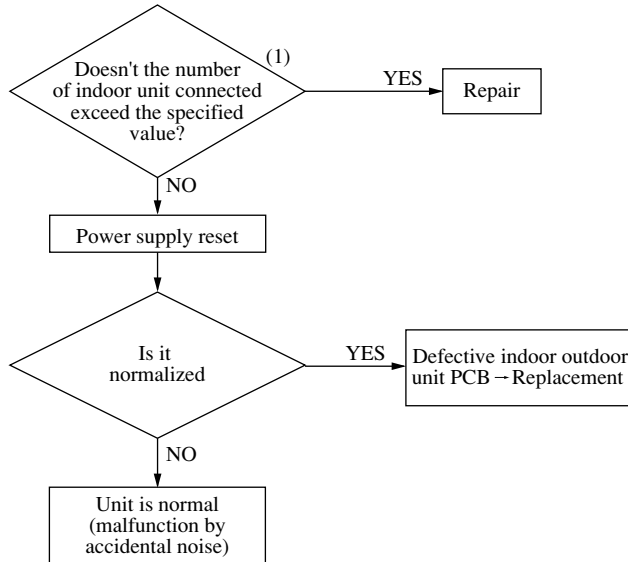 (1)
Doesn't the number
of indoor unit connected
exceed the specified
value?
YES
Repair
NO
Power supply reset
Is it
normalized
YES
Defective indoor outdoor
unit PCB → Replacement
NO
Unit is normal
(malfunction by
accidental noise)